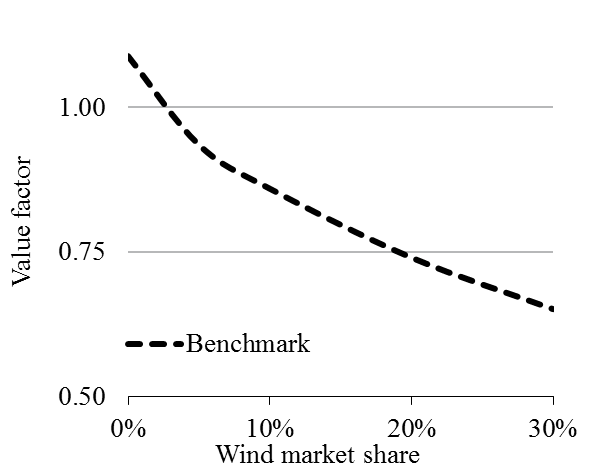 1.00
0.75
0.50
Value factor
Benchmark
0% 10% 20% 30%
Wind market share